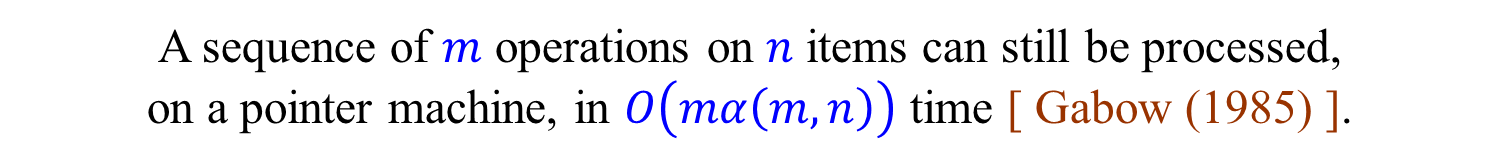 A sequence of m operations on n items can still be processed,
on a pointer machine, in O(mα(m,n)) time [ Gabow (1985) ].